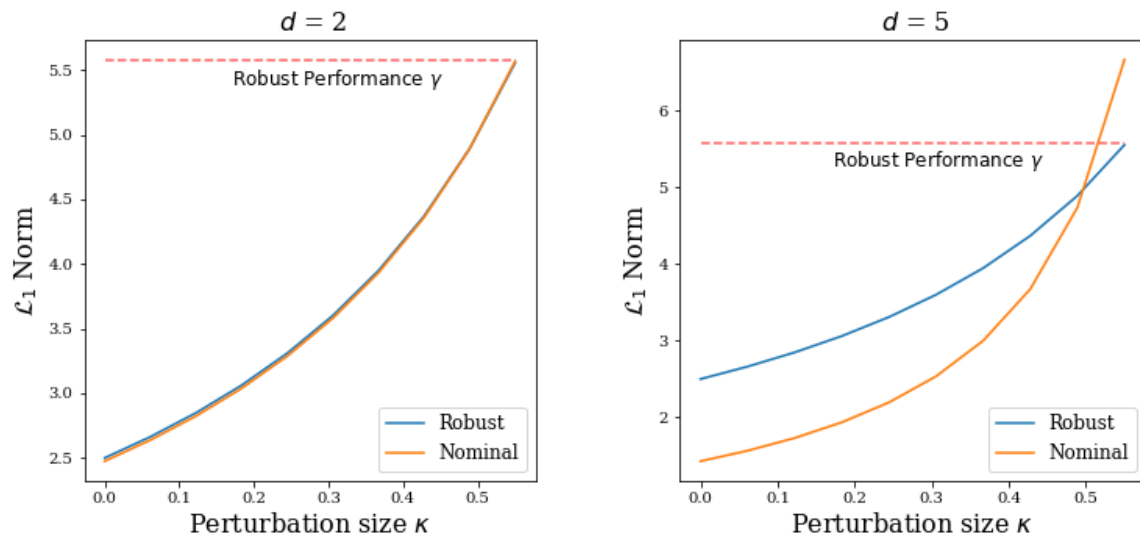 d = 2
5.5
5.0
4.5
4.0
3.5
3.0
2.5
0.0 0.1 0.2 0.3 0.4 0.5
ℒ₁ Norm
Perturbation size κ
Robust Performance γ
Robust
Nominal
d = 5
6
5
4
3
2
0.0 0.1 0.2 0.3 0.4 0.5
ℒ₁ Norm
Perturbation size κ
Robust Performance γ
Robust
Nominal